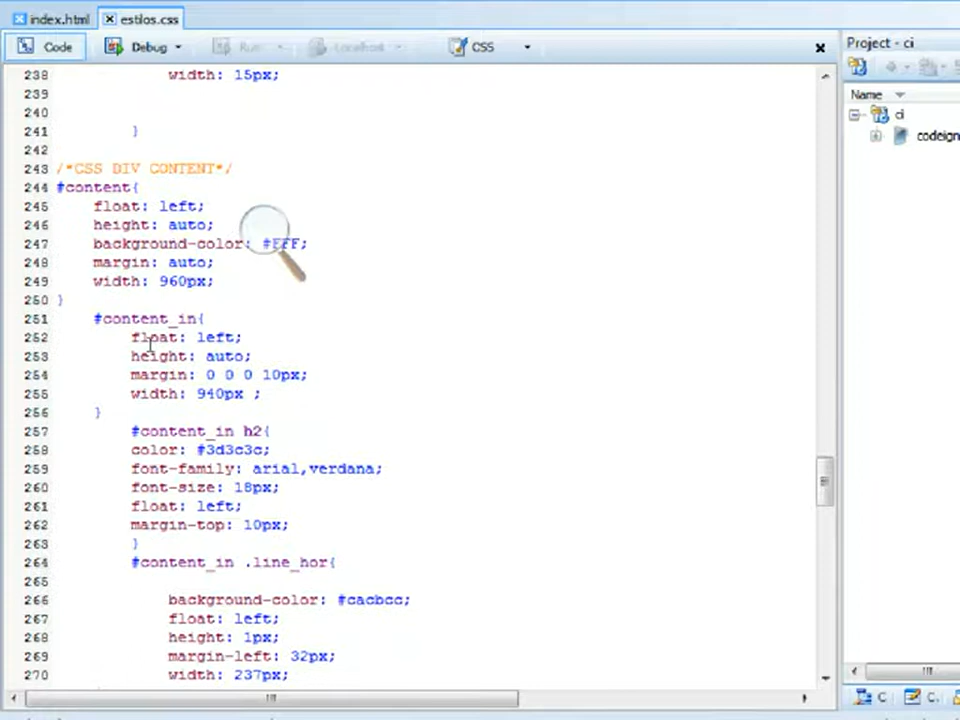 index.html
estilos.css
Code
Debug
Run
Localhost
CSS
238 width: 15px;
239
240
241 }
242
243 /*CSS DIV CONTENT*/
244 #content{
245 float: left;
246 height: auto;
247 background-color: #FFF;
248 margin: auto;
249 width: 960px;
250 }
251 #content_in{
252 float: left;
253 height: auto;
254 margin: 0 0 0 10px;
255 width: 940px ;
256 }
257 #content_in h2{
258 color: #3d3c3c;
259 font-family: arial,verdana;
260 font-size: 18px;
261 float: left;
262 margin-top: 10px;
263 }
264 #content_in .line_hor{
265
266 background-color: #cacbcc;
267 float: left;
268 height: 1px;
269 margin-left: 32px;
270 width: 237px;
Project - ci
Name
ci
codeign
C
C.